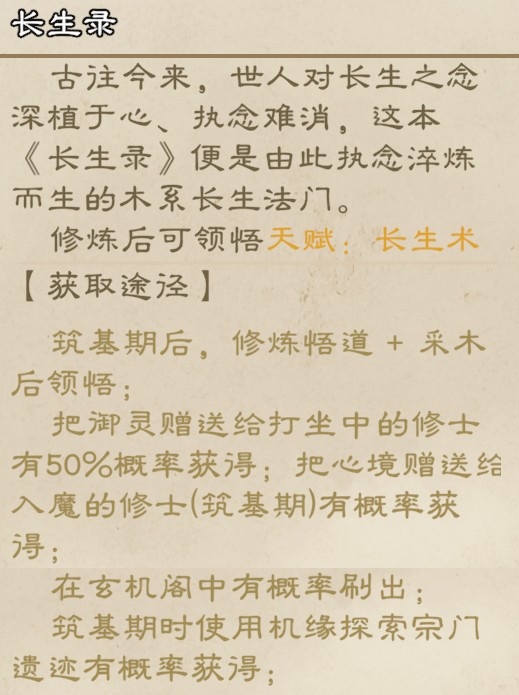 长生录
古往今来，世人对长生之念
深植于心、执念难消，这本
《长生录》便是由此执念淬炼
而生的木系长生法门。
修炼后可领悟天赋：长生术
【获取途径】
筑基期后，修炼悟道 + 采木
后领悟；
把御灵赠送给打坐中的修士
有50%概率获得；把心境赠送给
入魔的修士(筑基期)有概率获
得；
在玄机阁中有概率刷出；
筑基期时使用机缘探索宗门
遗迹有概率获得；